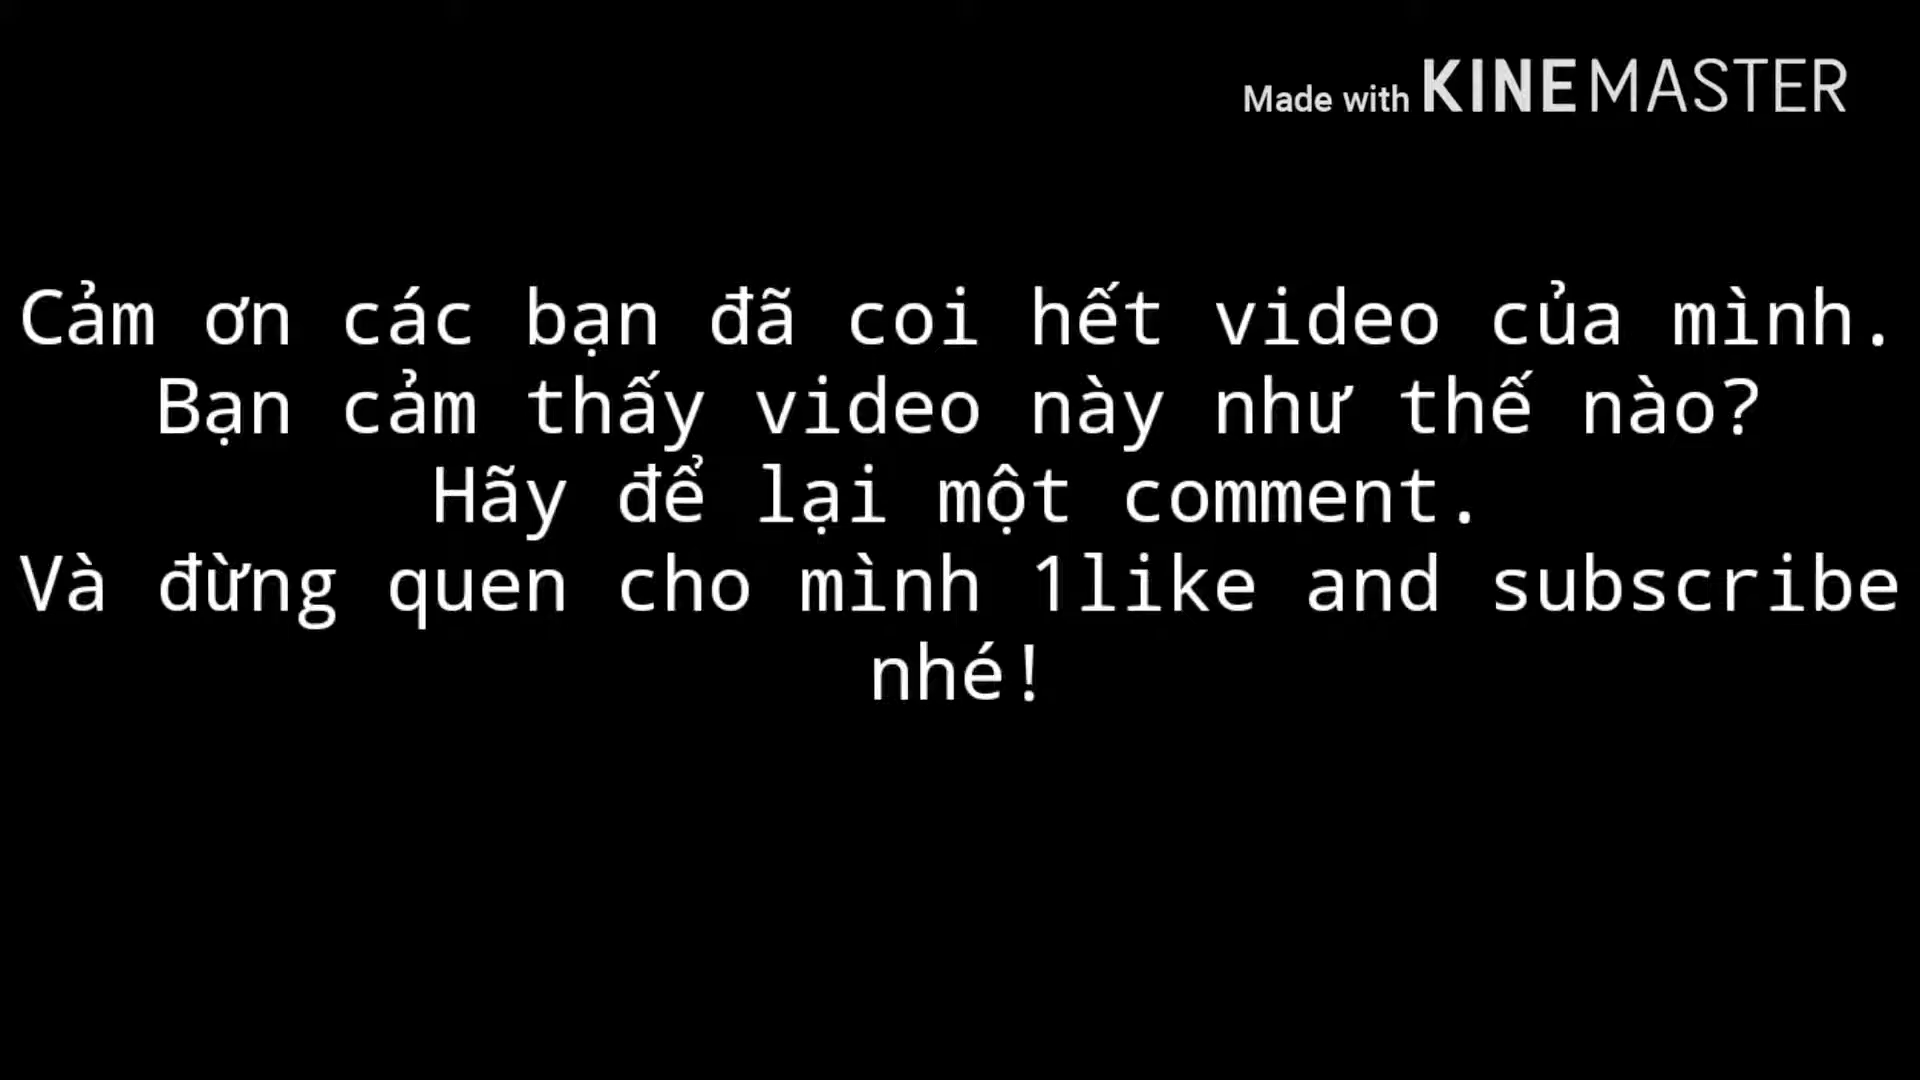 Made with KINEMASTER
Cảm ơn các bạn đã coi hết video của mình.
Bạn cảm thấy video này như thế nào?
Hãy để lại một comment.
Và đừng quen cho mình 1like and subscribe
nhé!